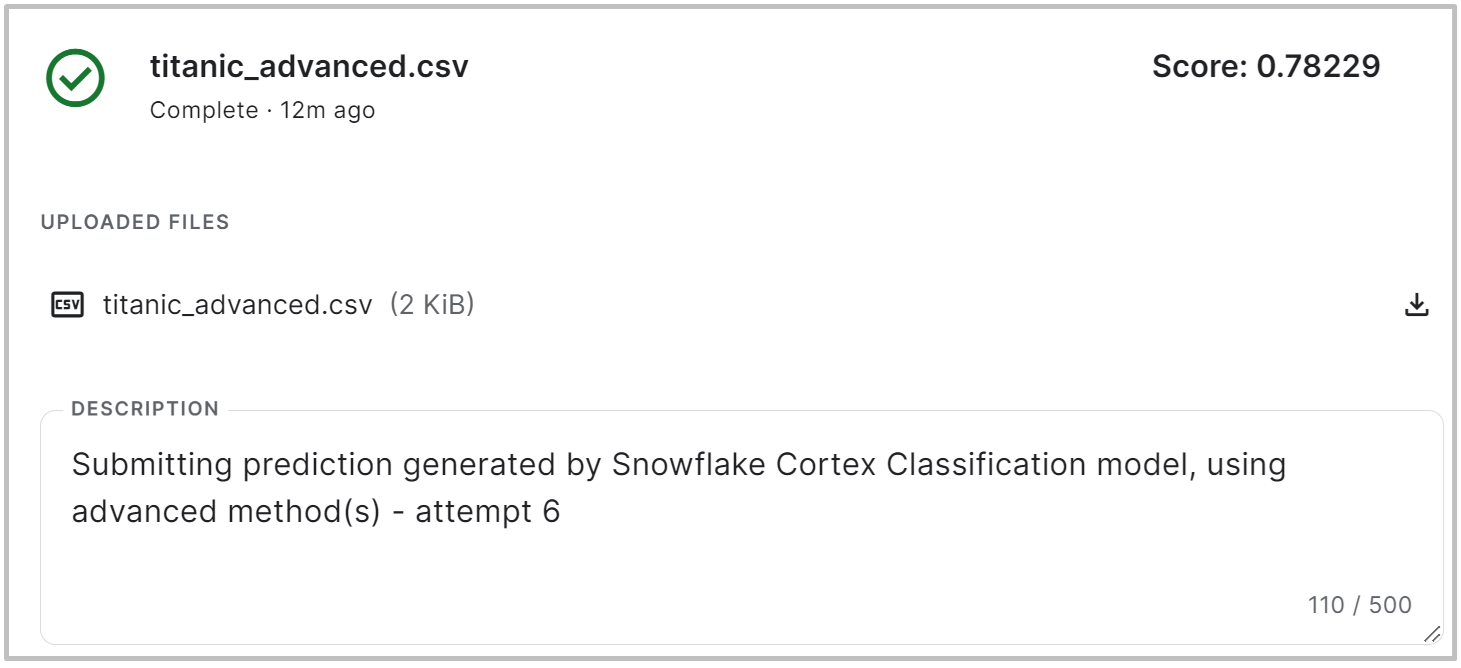 titanic_advanced.csv
Score: 0.78229
Complete · 12m ago
UPLOADED FILES
CSV titanic_advanced.csv (2 KiB)
DESCRIPTION
Submitting prediction generated by Snowflake Cortex Classification model, using
advanced method(s) - attempt 6
110 / 500